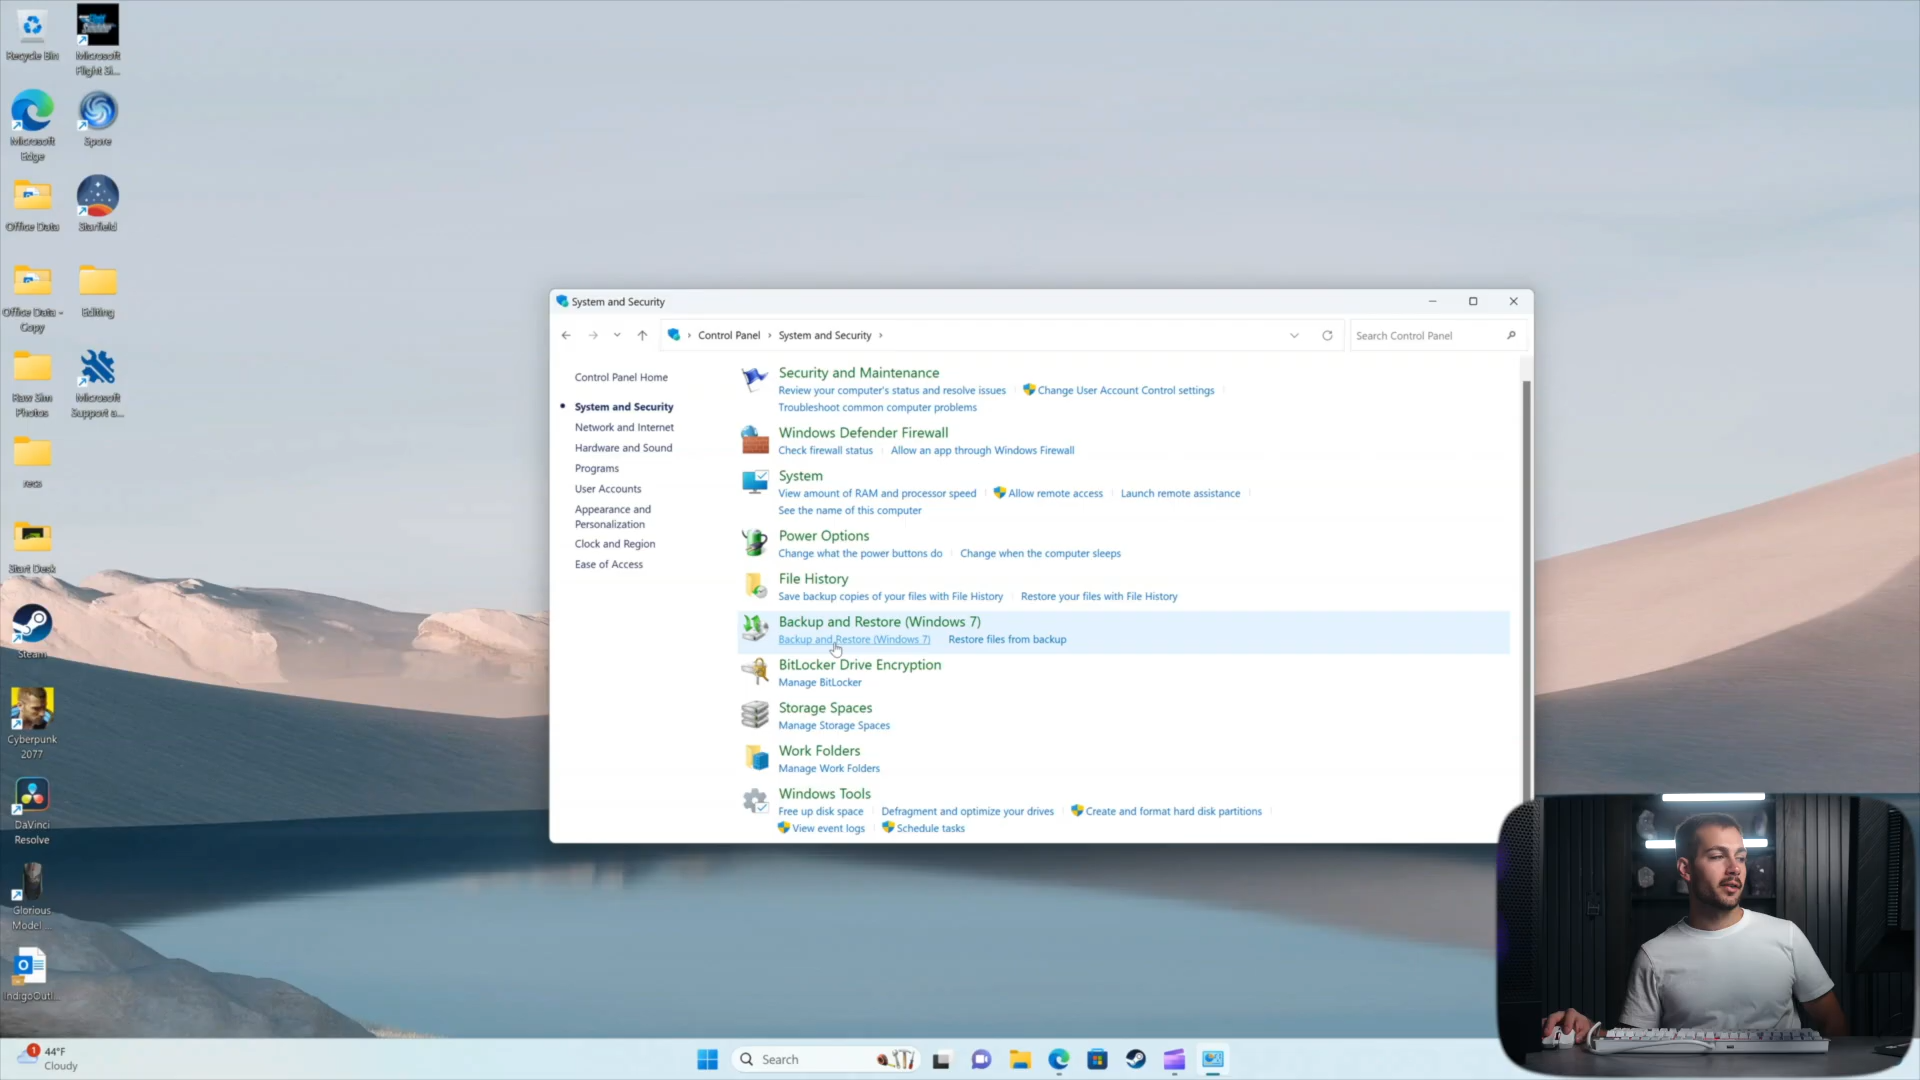 Recycle Bin
Microsoft
Flight Si...
Microsoft
Edge
Spore
Office Data
Starfield
Office Data -
Copy
Editing
Raw Sim
Photos
Microsoft
Support a...
recs
Start Desk
Steam
Cyberpunk
2077
DaVinci
Resolve
Glorious
Model ...
IndigoOutl...
System and Security
Control Panel › System and Security ›
Search Control Panel
Control Panel Home
System and Security
Network and Internet
Hardware and Sound
Programs
User Accounts
Appearance and
Personalization
Clock and Region
Ease of Access
Security and Maintenance
Review your computer's status and resolve issues
Change User Account Control settings
Troubleshoot common computer problems
Windows Defender Firewall
Check firewall status
Allow an app through Windows Firewall
System
View amount of RAM and processor speed
Allow remote access
Launch remote assistance
See the name of this computer
Power Options
Change what the power buttons do
Change when the computer sleeps
File History
Save backup copies of your files with File History
Restore your files with File History
Backup and Restore (Windows 7)
Backup and Restore (Windows 7)
Restore files from backup
BitLocker Drive Encryption
Manage BitLocker
Storage Spaces
Manage Storage Spaces
Work Folders
Manage Work Folders
Windows Tools
Free up disk space
Defragment and optimize your drives
Create and format hard disk partitions
View event logs
Schedule tasks
1
44°F
Cloudy
Search